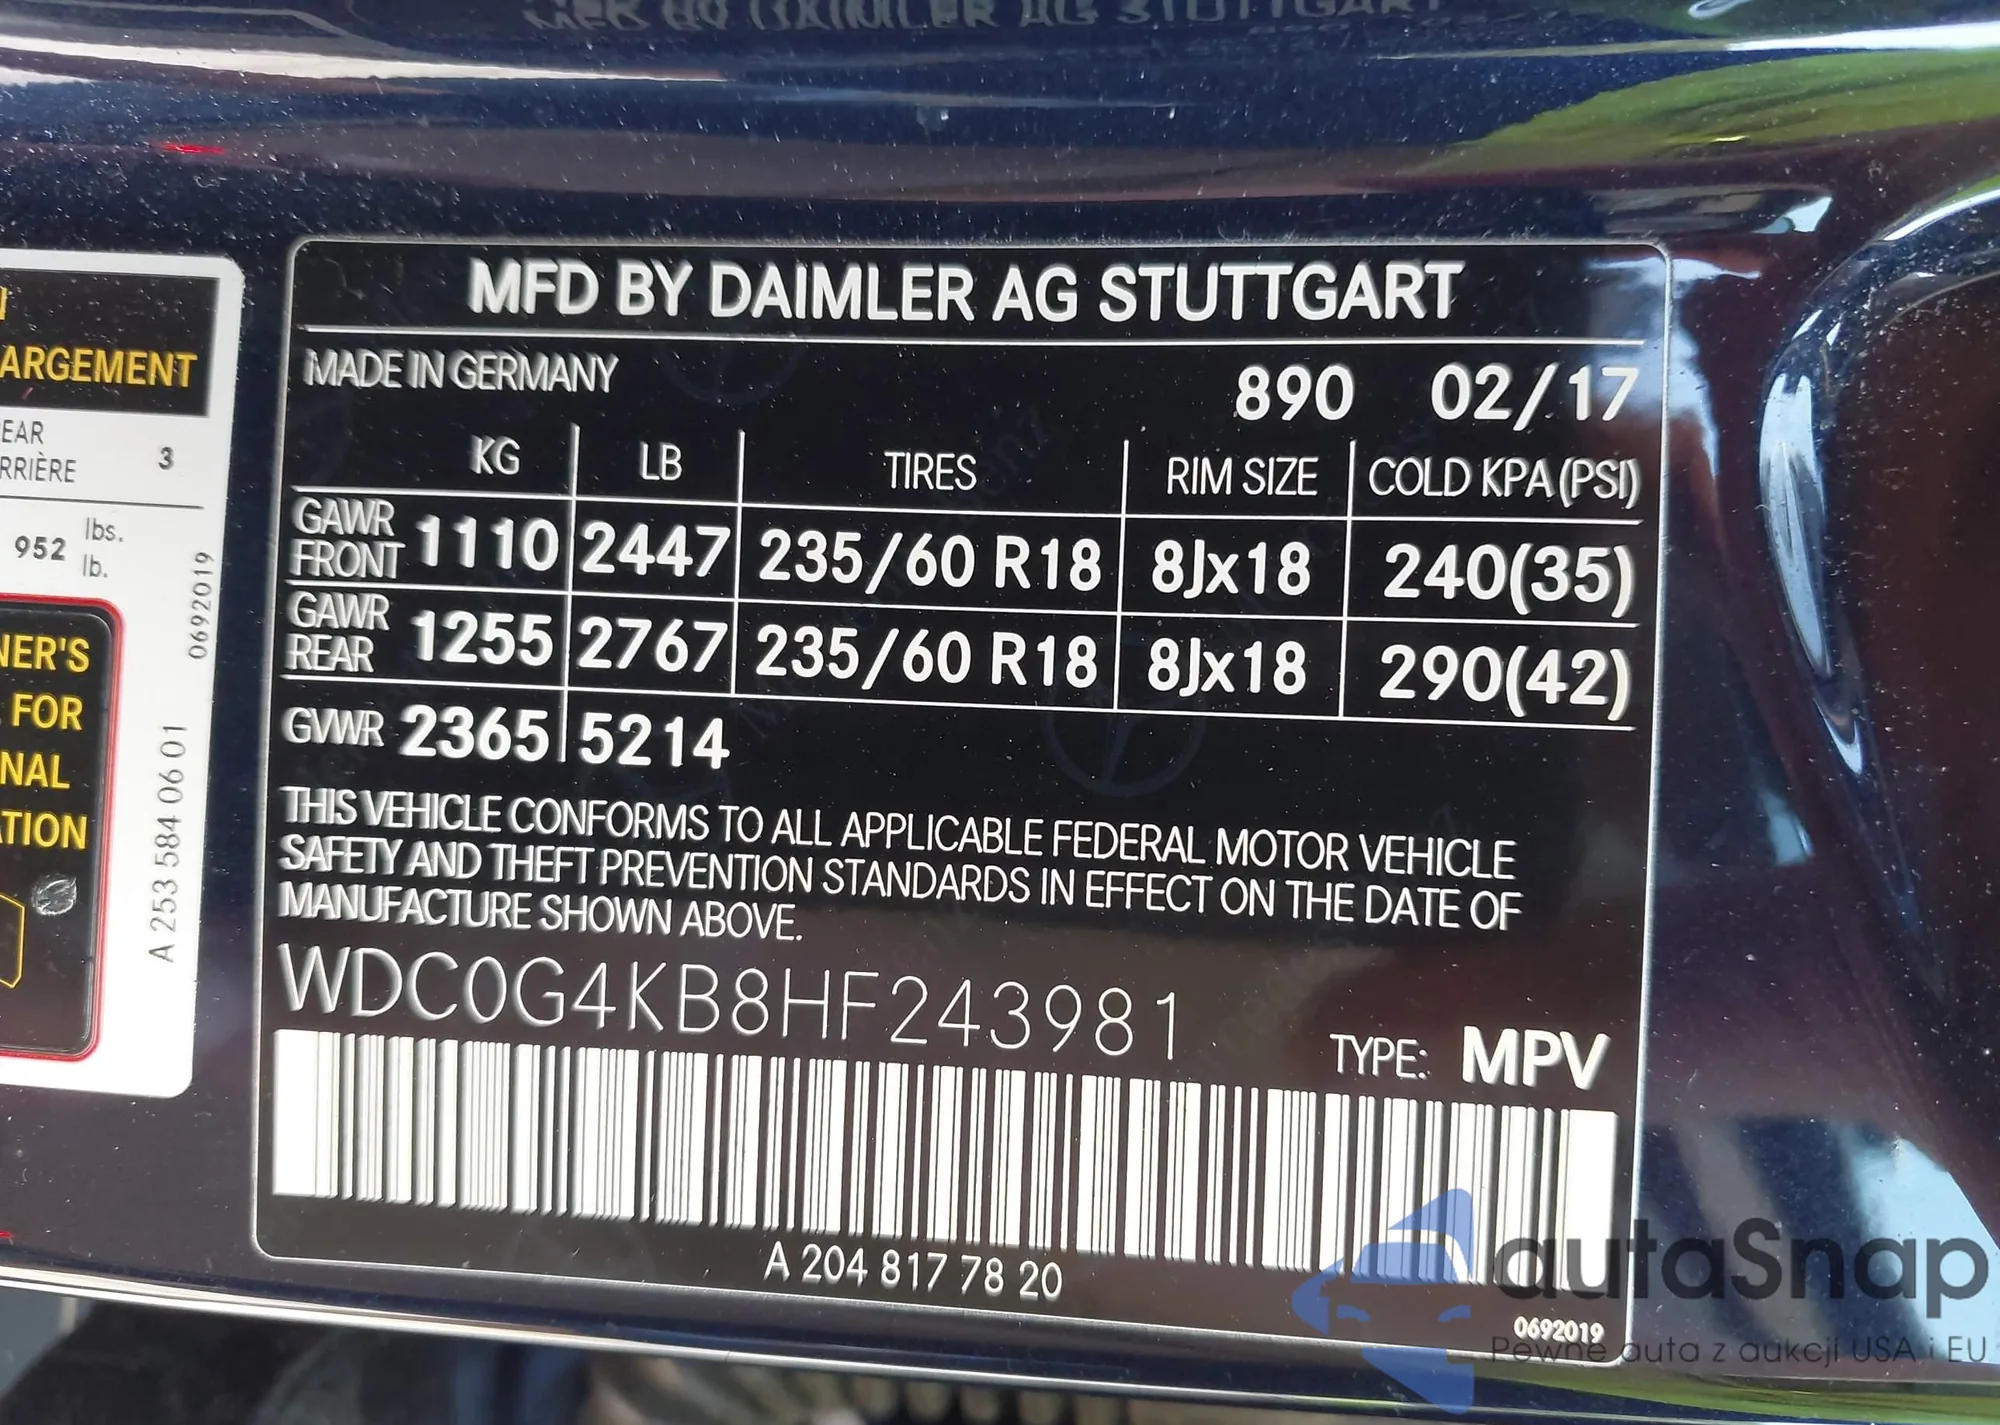 MFD BY DAIMLER AG STUTTGART
ARGEMENT
EAR
RRIÈRE 3
952 lbs.
lb.
0692019
NER'S
FOR
NAL
ATION
A 253 584 06 01
MFD BY DAIMLER AG STUTTGART
MADE IN GERMANY 890 02/17
KG LB TIRES RIM SIZE COLD KPA (PSI)
GAWR FRONT 1110 2447 235/60 R18 8Jx18 240(35)
GAWR REAR 1255 2767 235/60 R18 8Jx18 290(42)
GVWR 2365 5214
THIS VEHICLE CONFORMS TO ALL APPLICABLE FEDERAL MOTOR VEHICLE
SAFETY AND THEFT PREVENTION STANDARDS IN EFFECT ON THE DATE OF
MANUFACTURE SHOWN ABOVE.
WDC0G4KB8HF243981
TYPE: MPV
A 204 817 78 20
0692019
autaSnap
Pewne auta z aukcji USA i EU